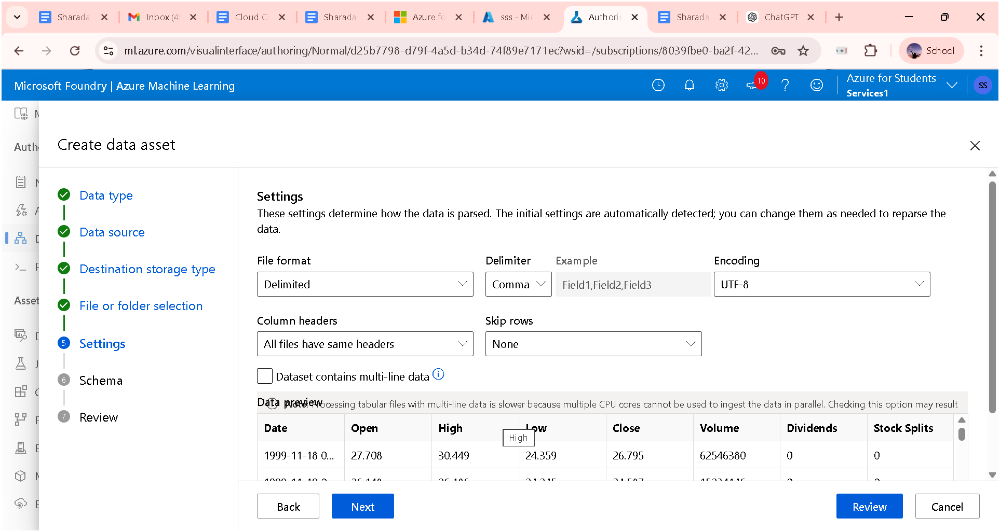 Sharada
Inbox (4
Cloud C
Sharada
Azure fo
sss - Mic
Authorin
Sharada
ChatGPT
ml.azure.com/visualinterface/authoring/Normal/d25b7798-d79f-4a5d-b34d-74f89e7171ec?wsid=/subscriptions/8039fbe0-ba2f-42...
School
Microsoft Foundry | Azure Machine Learning
10
Azure for Students
Services1
SS
Auth
Asset
Create data asset
Data type
Data source
Destination storage type
File or folder selection
5 Settings
6 Schema
7 Review
Settings
These settings determine how the data is parsed. The initial settings are automatically detected; you can change them as needed to reparse the
data.
File format
Delimiter
Example
Encoding
Delimited
Comma
Field1,Field2,Field3
UTF-8
Column headers
Skip rows
All files have same headers
None
Dataset contains multi-line data
Data preview
Note: Processing tabular files with multi-line data is slower because multiple CPU cores cannot be used to ingest the data in parallel. Checking this option may result
Date Open High Low Close Volume Dividends Stock Splits
High
1999-11-18 0... 27.708 30.449 24.359 26.795 62546380 0 0
Back
Next
Review
Cancel